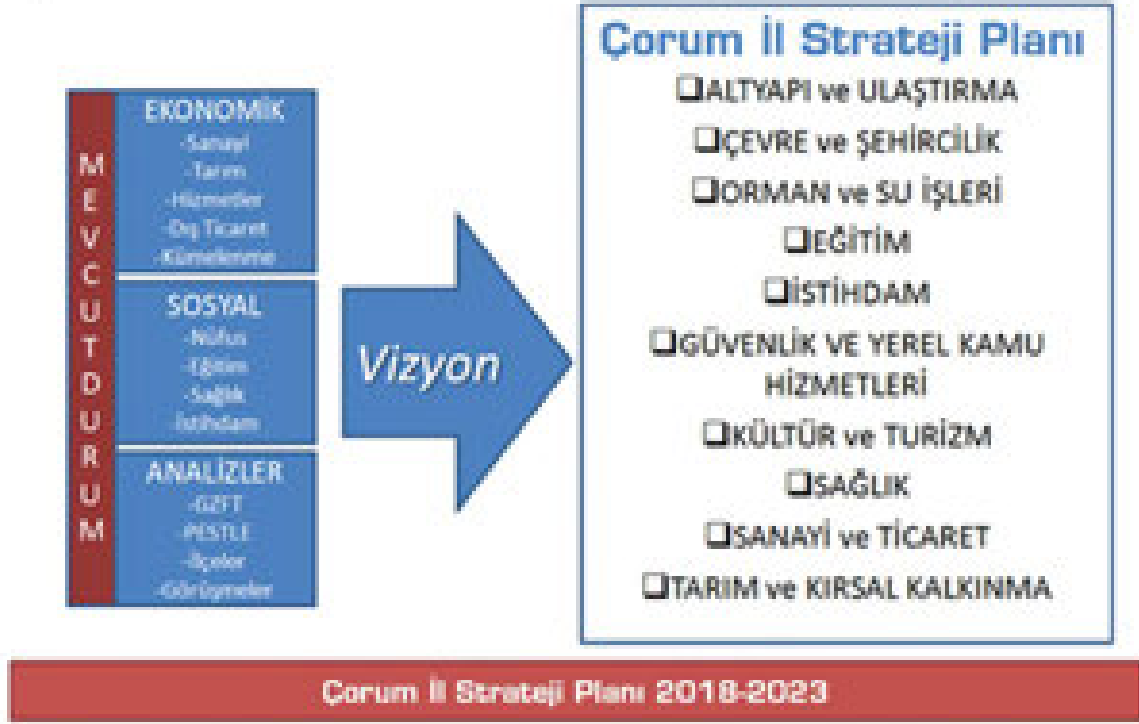 MEVCUT DURUM
EKONOMİK
-Sanayi
-Tarım
-Hizmetler
-Dış Ticaret
-Kümelenme
SOSYAL
-Nüfus
-Eğitim
-Sağlık
-İstihdam
ANALİZLER
-GZFT
-PESTLE
-İlçeler
-Görüşmeler
Vizyon
Çorum İl Strateji Planı
❑ALTYAPI ve ULAŞTIRMA
❑ÇEVRE ve ŞEHİRCİLİK
❑ORMAN ve SU İŞLERİ
❑EĞİTİM
❑İSTİHDAM
❑GÜVENLİK VE YEREL KAMU
HİZMETLERİ
❑KÜLTÜR ve TURİZM
❑SAĞLIK
❑SANAYİ ve TİCARET
❑TARIM ve KIRSAL KALKINMA
Çorum İl Strateji Planı 2018-2023